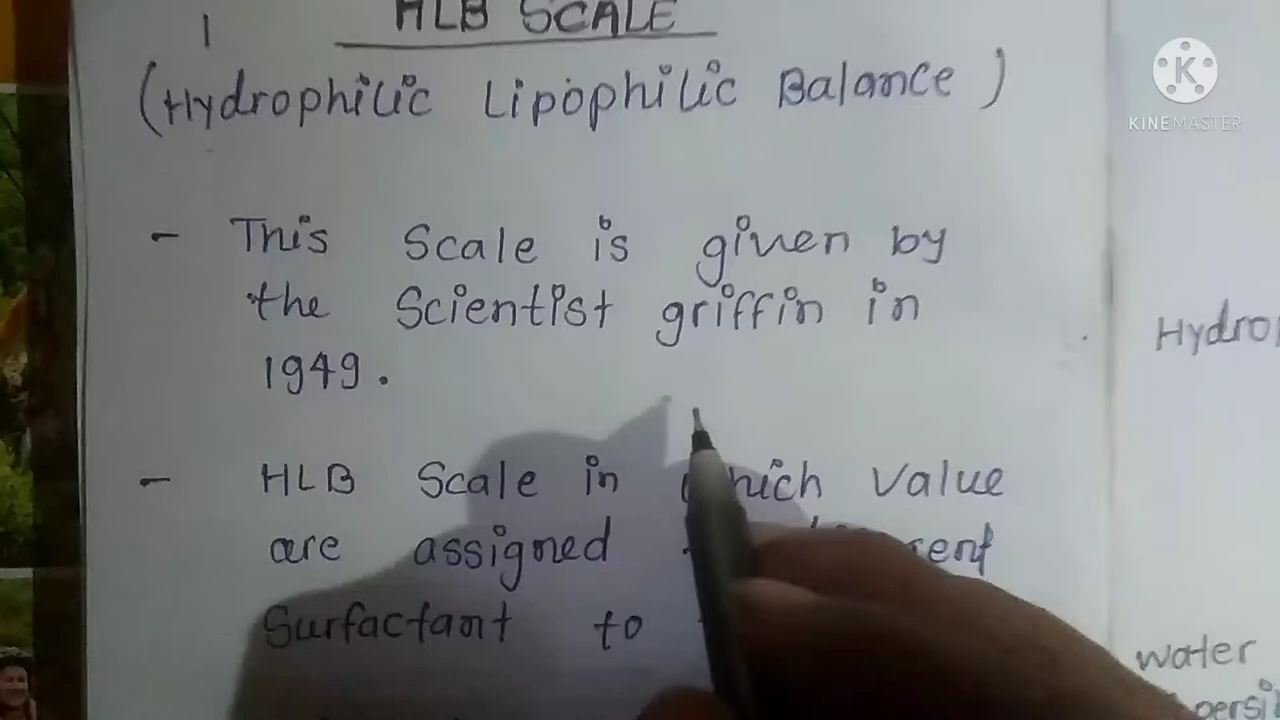 HLB SCALE
(Hydrophilic Lipophilic Balance)
- This Scale is given by
the Scientist griffin in
1949.
- HLB Scale in which Value
are assigned
Surfactant to
water
KINEMASTER